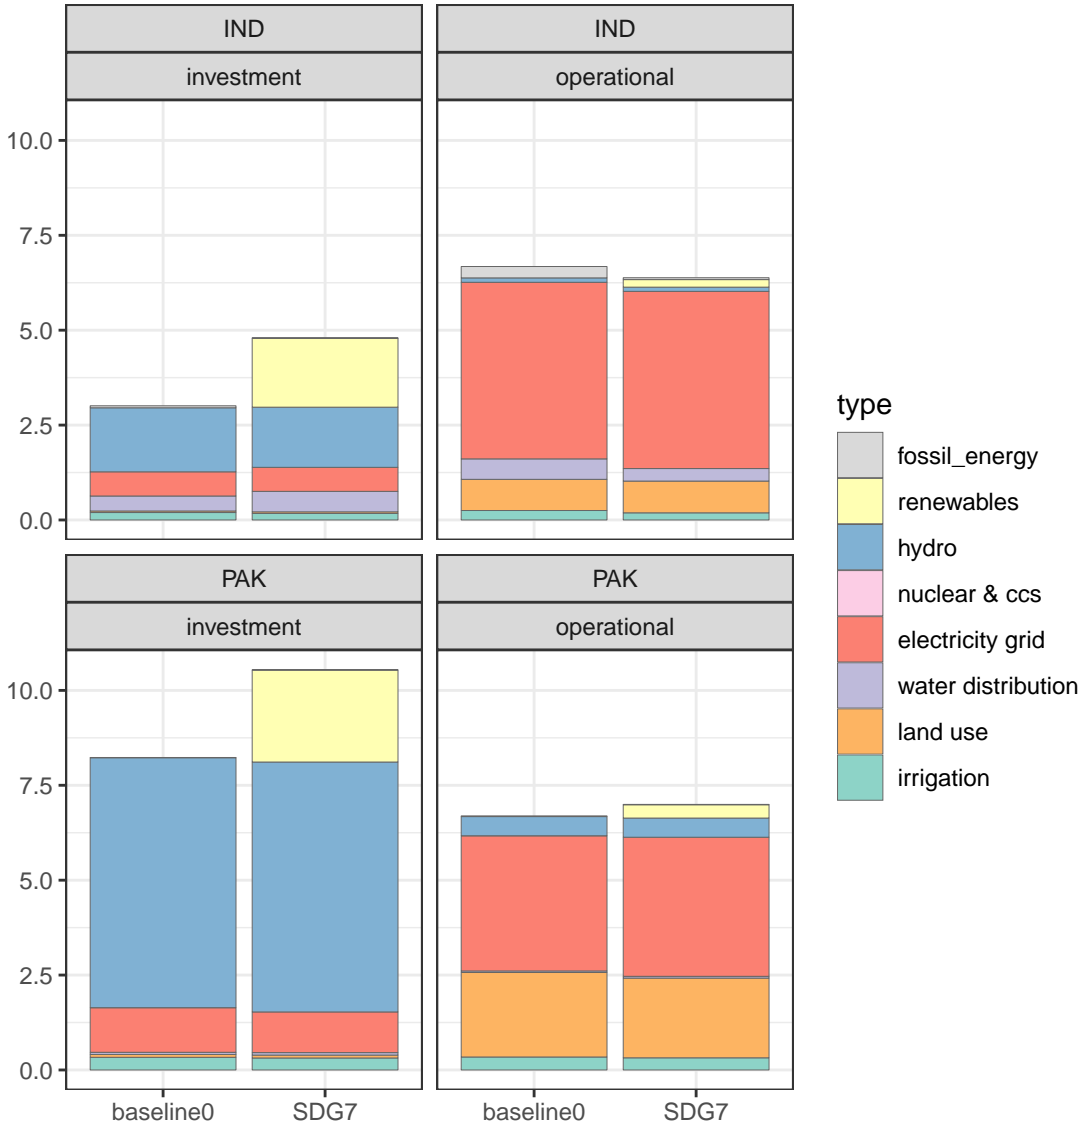 IND
IND
investment
operational
10.0
7.5
5.0
2.5
0.0
PAK
PAK
investment
operational
10.0
7.5
5.0
2.5
0.0
baseline0
SDG7
baseline0
SDG7
type
fossil_energy
renewables
hydro
nuclear & ccs
electricity grid
water distribution
land use
irrigation